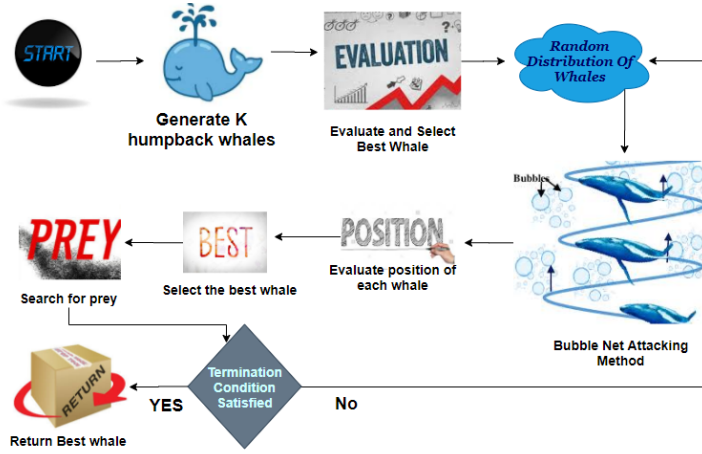 START
Generate K
humpback whales
EVALUATION
Evaluate and Select
Best Whale
Random
Distribution Of
Whales
Bubbles
Bubble Net Attacking
Method
POSITION
Evaluate position of
each whale
BEST
Select the best whale
PREY
Search for prey
Termination
Condition
Satisfied
YES
No
RETURN
Return Best whale